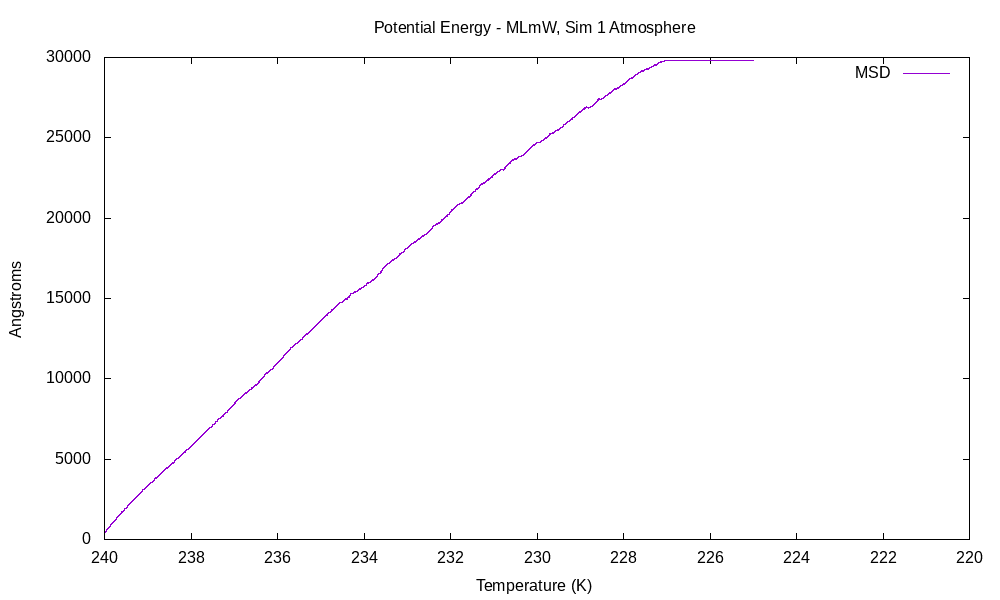 Potential Energy - MLmW, Sim 1 Atmosphere
30000
MSD
25000
20000
Angstroms
15000
10000
5000
0
240 238 236 234 232 230 228 226 224 222 220
Temperature (K)